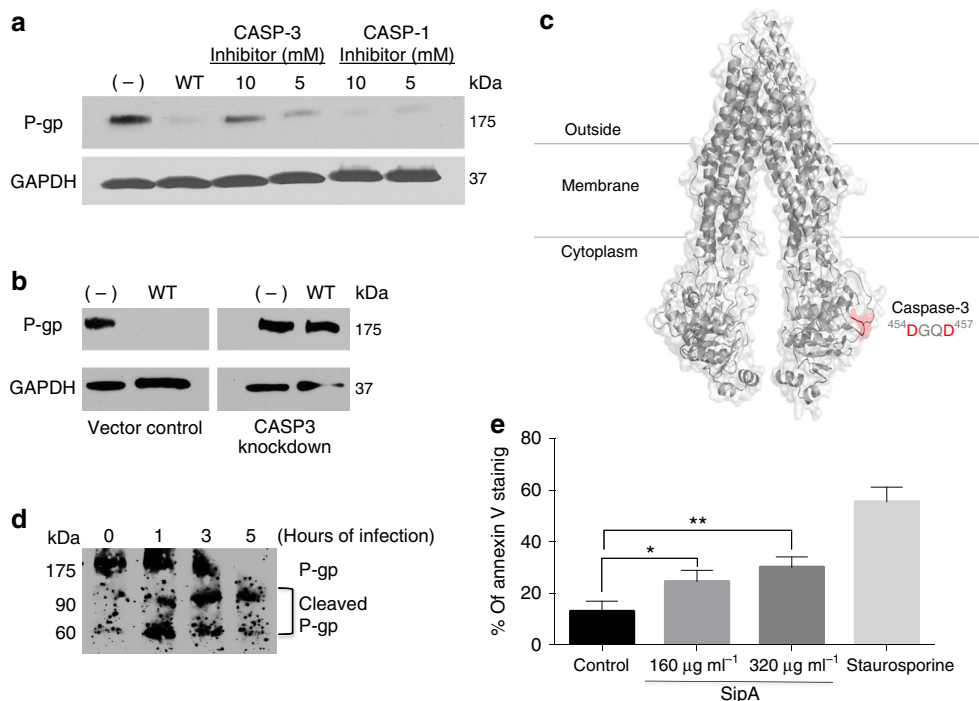 a
CASP-3 CASP-1
Inhibitor (mM) Inhibitor (mM)
(–) WT 10 5 10 5 kDa
P-gp 175
GAPDH 37
b
(–) WT (–) WT kDa
P-gp 175
GAPDH 37
Vector control CASP3
knockdown
c
Outside
Membrane
Cytoplasm
Caspase-3
454DGQD457
d
kDa 0 1 3 5 (Hours of infection)
175 P-gp
90 Cleaved
60 P-gp
e
% Of annexin V stainig
80
60
40
20
0
**
*
Control 160 μg ml–1 320 μg ml–1 Staurosporine
SipA